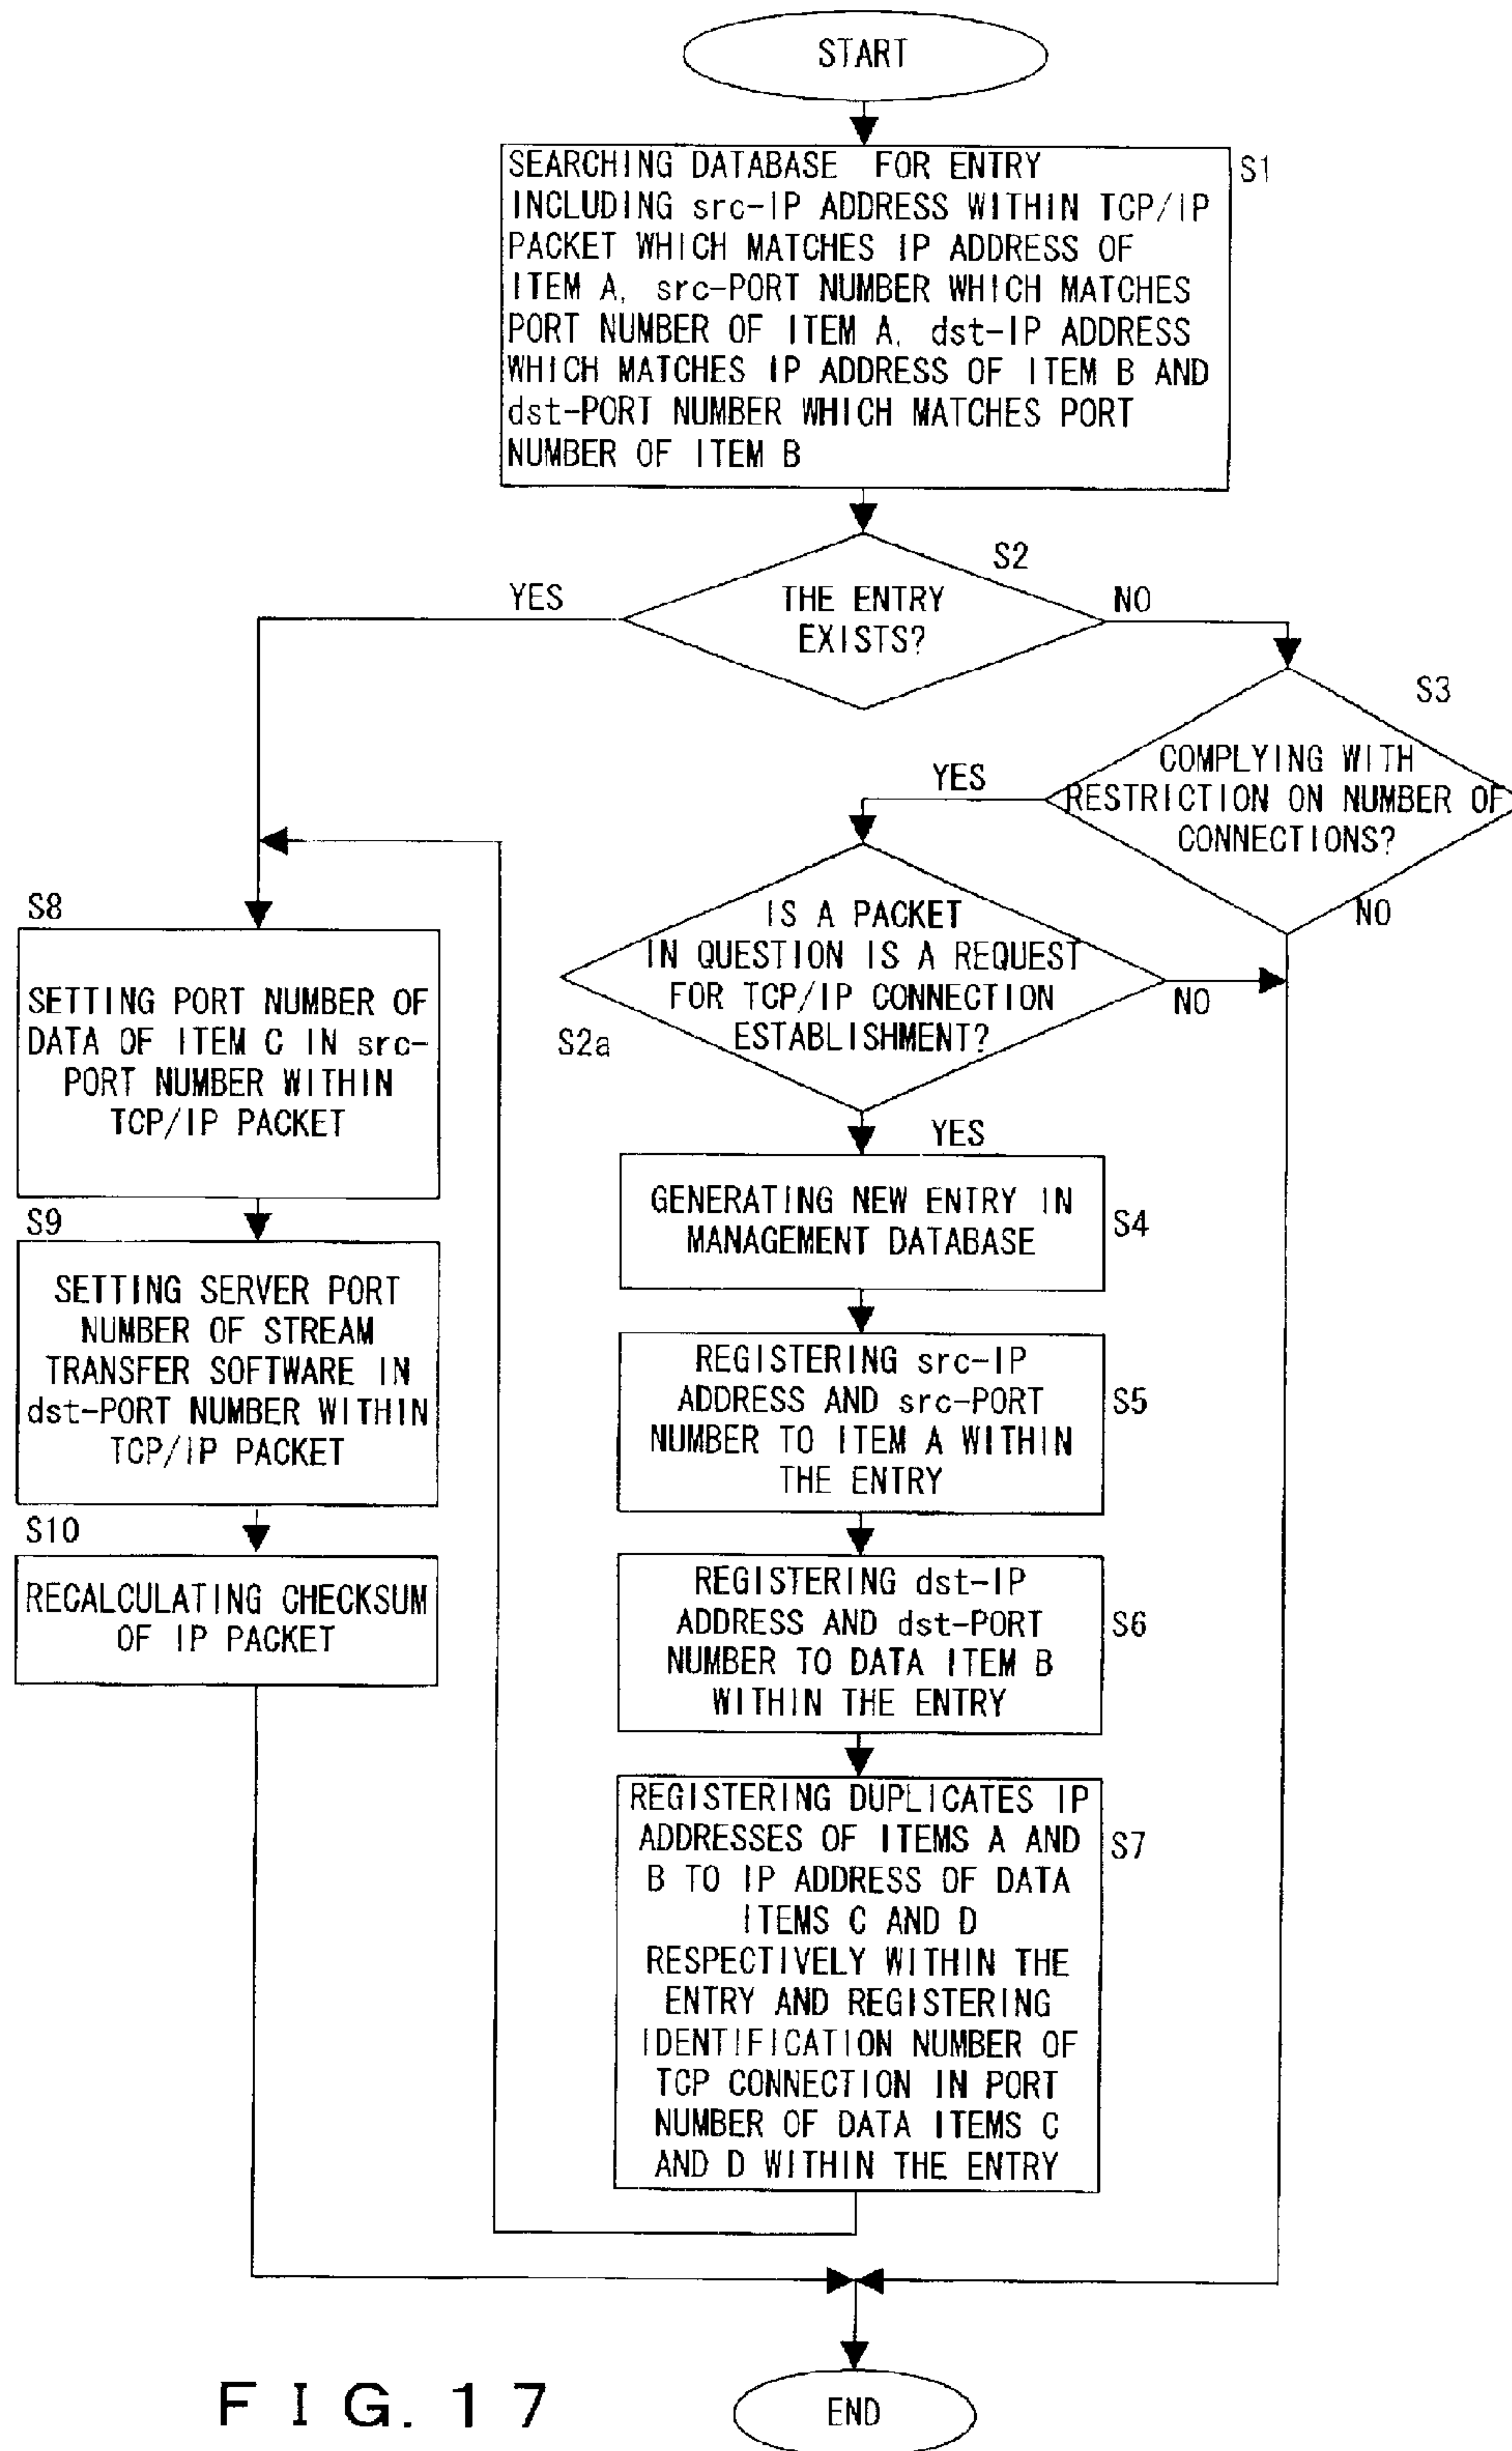 START
S1
SEARCHING DATABASE FOR ENTRY
INCLUDING src-IP ADDRESS WITHIN TCP/IP
PACKET WHICH MATCHES IP ADDRESS OF
ITEM A, src-PORT NUMBER WHICH MATCHES
PORT NUMBER OF ITEM A, dst-IP ADDRESS
WHICH MATCHES IP ADDRESS OF ITEM B AND
dst-PORT NUMBER WHICH MATCHES PORT
NUMBER OF ITEM B
S2
YES
THE ENTRY
EXISTS?
NO
S3
COMPLYING WITH
RESTRICTION ON NUMBER OF
CONNECTIONS?
YES
NO
IS A PACKET
IN QUESTION IS A REQUEST
FOR TCP/IP CONNECTION
ESTABLISHMENT?
S2a
NO
YES
S8
SETTING PORT NUMBER OF
DATA OF ITEM C IN src-
PORT NUMBER WITHIN
TCP/IP PACKET
S9
SETTING SERVER PORT
NUMBER OF STREAM
TRANSFER SOFTWARE IN
dst-PORT NUMBER WITHIN
TCP/IP PACKET
S10
RECALCULATING CHECKSUM
OF IP PACKET
GENERATING NEW ENTRY IN
MANAGEMENT DATABASE
S4
REGISTERING src-IP
ADDRESS AND src-PORT
NUMBER TO ITEM A WITHIN
THE ENTRY
S5
REGISTERING dst-IP
ADDRESS AND dst-PORT
NUMBER TO DATA ITEM B
WITHIN THE ENTRY
S6
REGISTERING DUPLICATES IP
ADDRESSES OF ITEMS A AND
B TO IP ADDRESS OF DATA
ITEMS C AND D
RESPECTIVELY WITHIN THE
ENTRY AND REGISTERING
IDENTIFICATION NUMBER OF
TCP CONNECTION IN PORT
NUMBER OF DATA ITEMS C
AND D WITHIN THE ENTRY
S7
END
FIG. 17